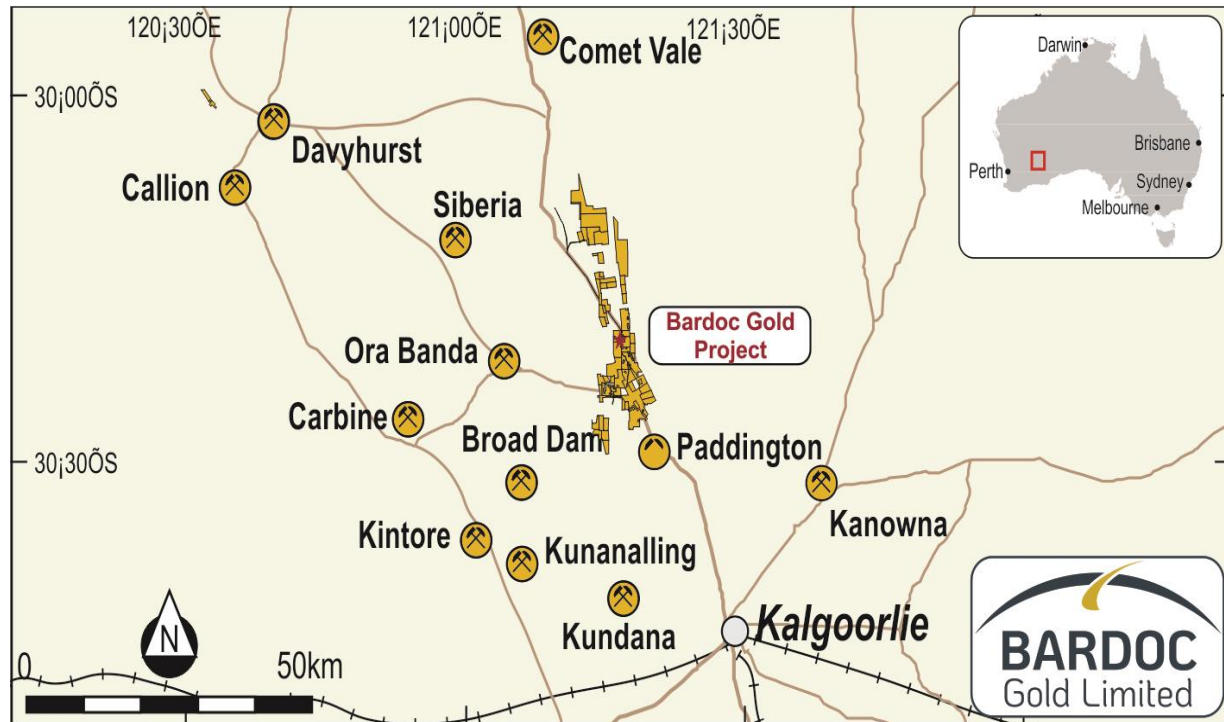 120¡30ÕE
121¡00ÕE
121¡30ÕE
Comet Vale
30¡00ÕS
Davyhurst
Callion
Siberia
Bardoc Gold
Project
Ora Banda
Carbine
Broad Dam
Paddington
30¡30ÕS
Kanowna
Kintore
Kunanalling
Kundana
Kalgoorlie
N
0
50km
Darwin
Brisbane
Perth
Sydney
Melbourne
BARDOC
Gold Limited